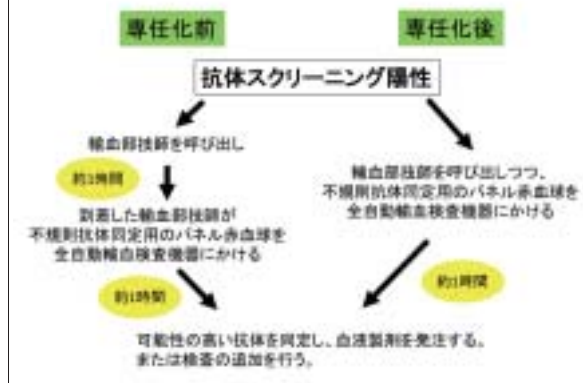 専任化前
専任化後
抗体スクリーニング陽性
輸血部技師を呼び出し
約1時間
到着した輸血部技師が
不規則抗体同定用のパネル赤血球を
全自動輸血検査機器にかける
約1時間
輸血部技師を呼び出しつつ、
不規則抗体同定用のパネル赤血球を
全自動輸血検査機器にかける
約1時間
可能性の高い抗体を同定し、血液製剤を発注する。
または検査の追加を行う。